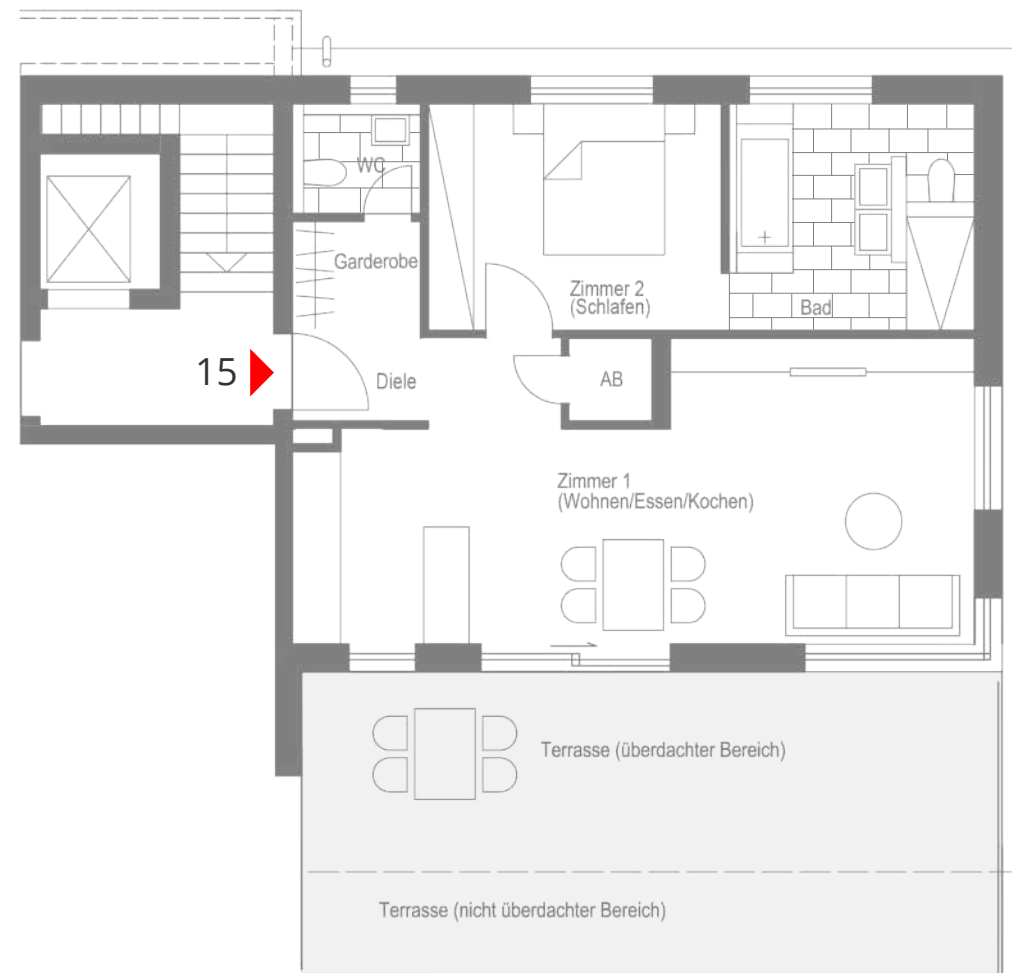 WC
Garderobe
Zimmer 2
(Schlafen)
Bad
15
Diele
AB
Zimmer 1
(Wohnen/Essen/Kochen)
Terrasse (überdachter Bereich)
Terrasse (nicht überdachter Bereich)